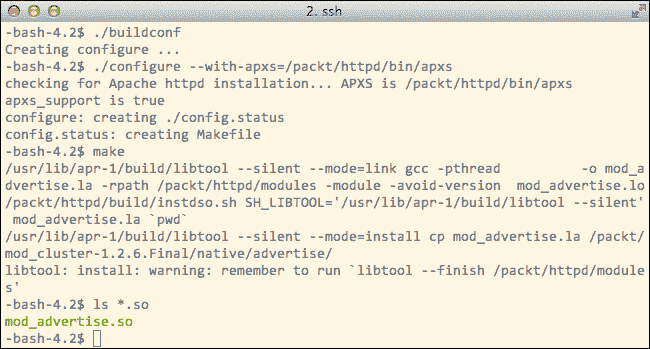 2. ssh
-bash-4.2$ ./buildconf
Creating configure ...
-bash-4.2$ ./configure --with-apxs=/packt/httpd/bin/apxs
checking for Apache httpd installation... APXS is /packt/httpd/bin/apxs
apxs_support is true
configure: creating ./config.status
config.status: creating Makefile
-bash-4.2$ make
/usr/lib/apr-1/build/libtool --silent --mode=link gcc -pthread          -o mod_a
dvertise.la -rpath /packt/httpd/modules -module -avoid-version  mod_advertise.lo
/packt/httpd/build/instdso.sh SH_LIBTOOL='/usr/lib/apr-1/build/libtool --silent'
 mod_advertise.la `pwd`
/usr/lib/apr-1/build/libtool --silent --mode=install cp mod_advertise.la /packt/
mod_cluster-1.2.6.Final/native/advertise/
libtool: install: warning: remember to run `libtool --finish /packt/httpd/module
s'
-bash-4.2$ ls *.so
mod_advertise.so
-bash-4.2$